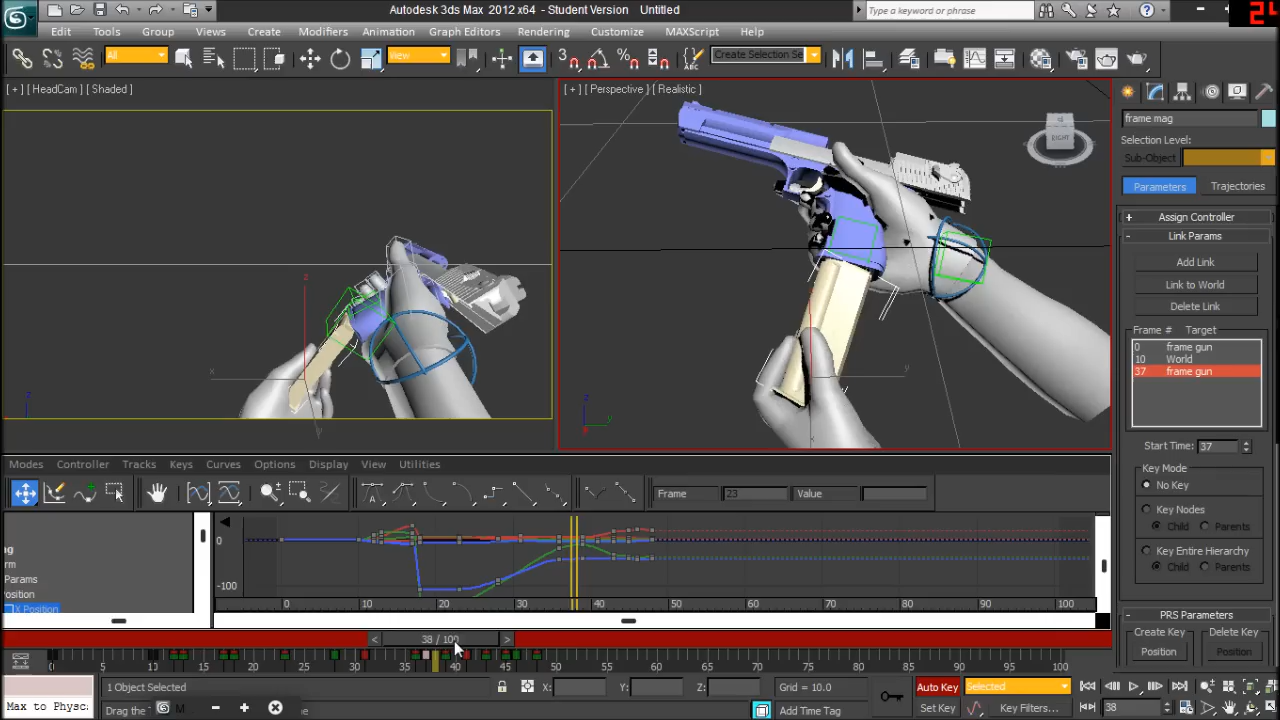 Autodesk 3ds Max 2012 x64 - Student Version Untitled
Type a keyword or phrase
Edit Tools Group Views Create Modifiers Animation Graph Editors Rendering Customize MAXScript Help
All
View
Create Selection Se
[ + ] [ HeadCam ] [ Shaded ]
[ + ] [ Perspective ] [ Realistic ]
RIGHT
frame mag
Selection Level:
Sub-Object
Parameters Trajectories
+ Assign Controller
- Link Params
Add Link
Link to World
Delete Link
Frame # Target
0 frame gun
10 World
37 frame gun
Start Time: 37
Key Mode
No Key
Key Nodes
Child Parents
Key Entire Hierarchy
Child Parents
- PRS Parameters
Create Key Delete Key
Position Position
Modes Controller Tracks Keys Curves Options Display View Utilities
Frame 23 Value
ag
rm
Params
osition
X Position
0
-100
0 10 20 30 40 50 60 70 80 90 100
< 38 / 100 >
0 5 10 15 20 25 30 35 40 45 50 55 60 65 70 75 80 85 90 95 100
1 Object Selected X: Y: Z: Grid = 10.0 Auto Key Selected
Max to Physc Drag the M Add Time Tag Set Key Key Filters... 38